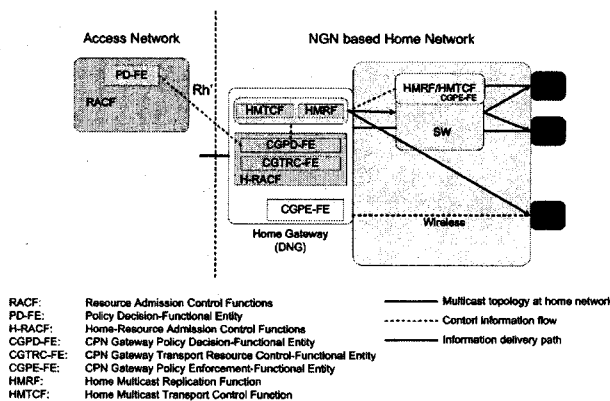 Access Network
NGN based Home Network
PD-FE
RACF
Rh'
HMTCF
HMRF
CGPD-FE
CGTRC-FE
H-RACF
CGPE-FE
Home Gateway
(DNG)
HMRF/HMTCF
CGPE-FE
SW
Wireless
RACF: Resource Admission Control Functions
PD-FE: Policy Decision-Functional Entity
H-RACF: Home-Resource Admission Control Functions
CGPD-FE: CPN Gateway Policy Decision-Functional Entity
CGTRC-FE: CPN Gateway Transport Resource Control-Functional Entity
CGPE-FE: CPN Gateway Policy Enforcement-Functional Entity
HMRF: Home Multicast Replication Function
HMTCF: Home Multicast Transport Control Function
Multicast topology at home network
Contorl information flow
Information delivery path